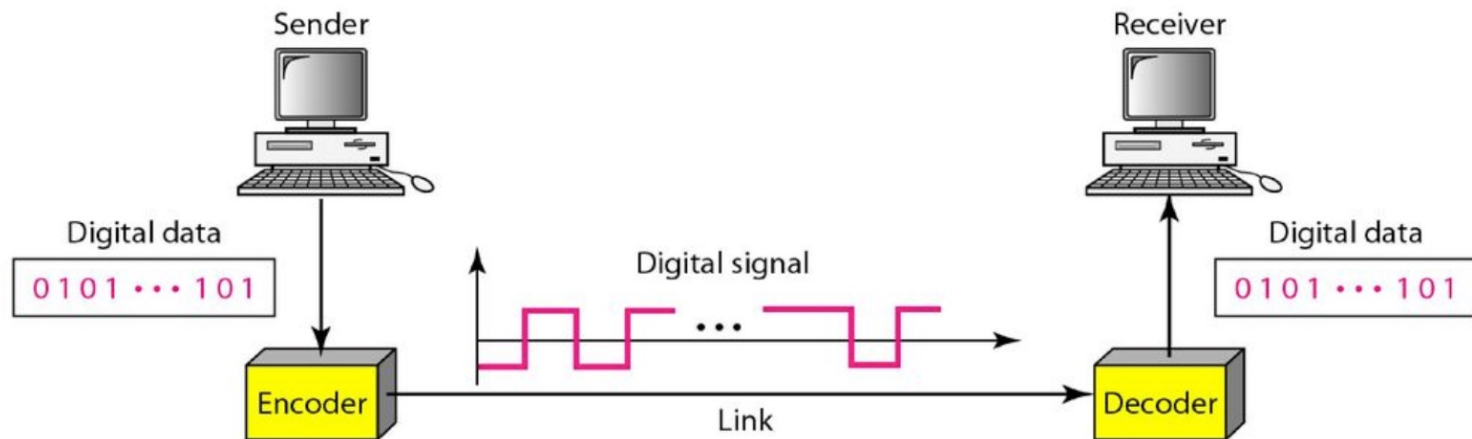 Sender
Receiver
Digital data
0101 ••• 101
Digital signal
•••
Digital data
0101 ••• 101
Encoder
Link
Decoder